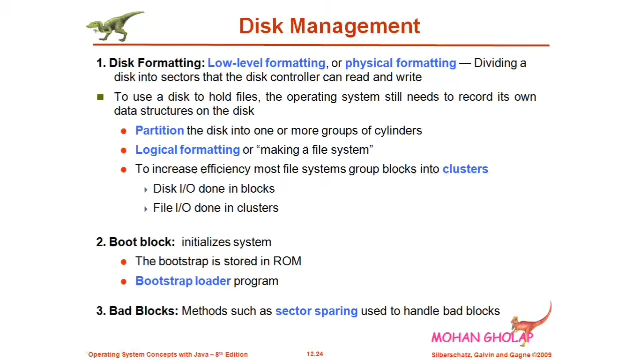 Disk Management
1. Disk Formatting: Low-level formatting, or physical formatting — Dividing a
disk into sectors that the disk controller can read and write
To use a disk to hold files, the operating system still needs to record its own
data structures on the disk
Partition the disk into one or more groups of cylinders
Logical formatting or “making a file system”
To increase efficiency most file systems group blocks into clusters
Disk I/O done in blocks
File I/O done in clusters
2. Boot block: initializes system
The bootstrap is stored in ROM
Bootstrap loader program
3. Bad Blocks: Methods such as sector sparing used to handle bad blocks
MOHAN GHOLAP
Operating System Concepts with Java – 8th Edition
12.24
Silberschatz, Galvin and Gagne ©2009